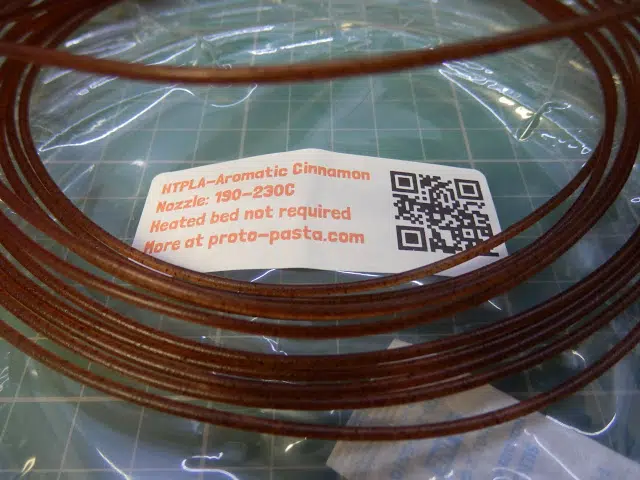 HTPLA-Aromatic Cinnamon
Nozzle: 190-230C
Heated bed not required
More at proto-pasta.com